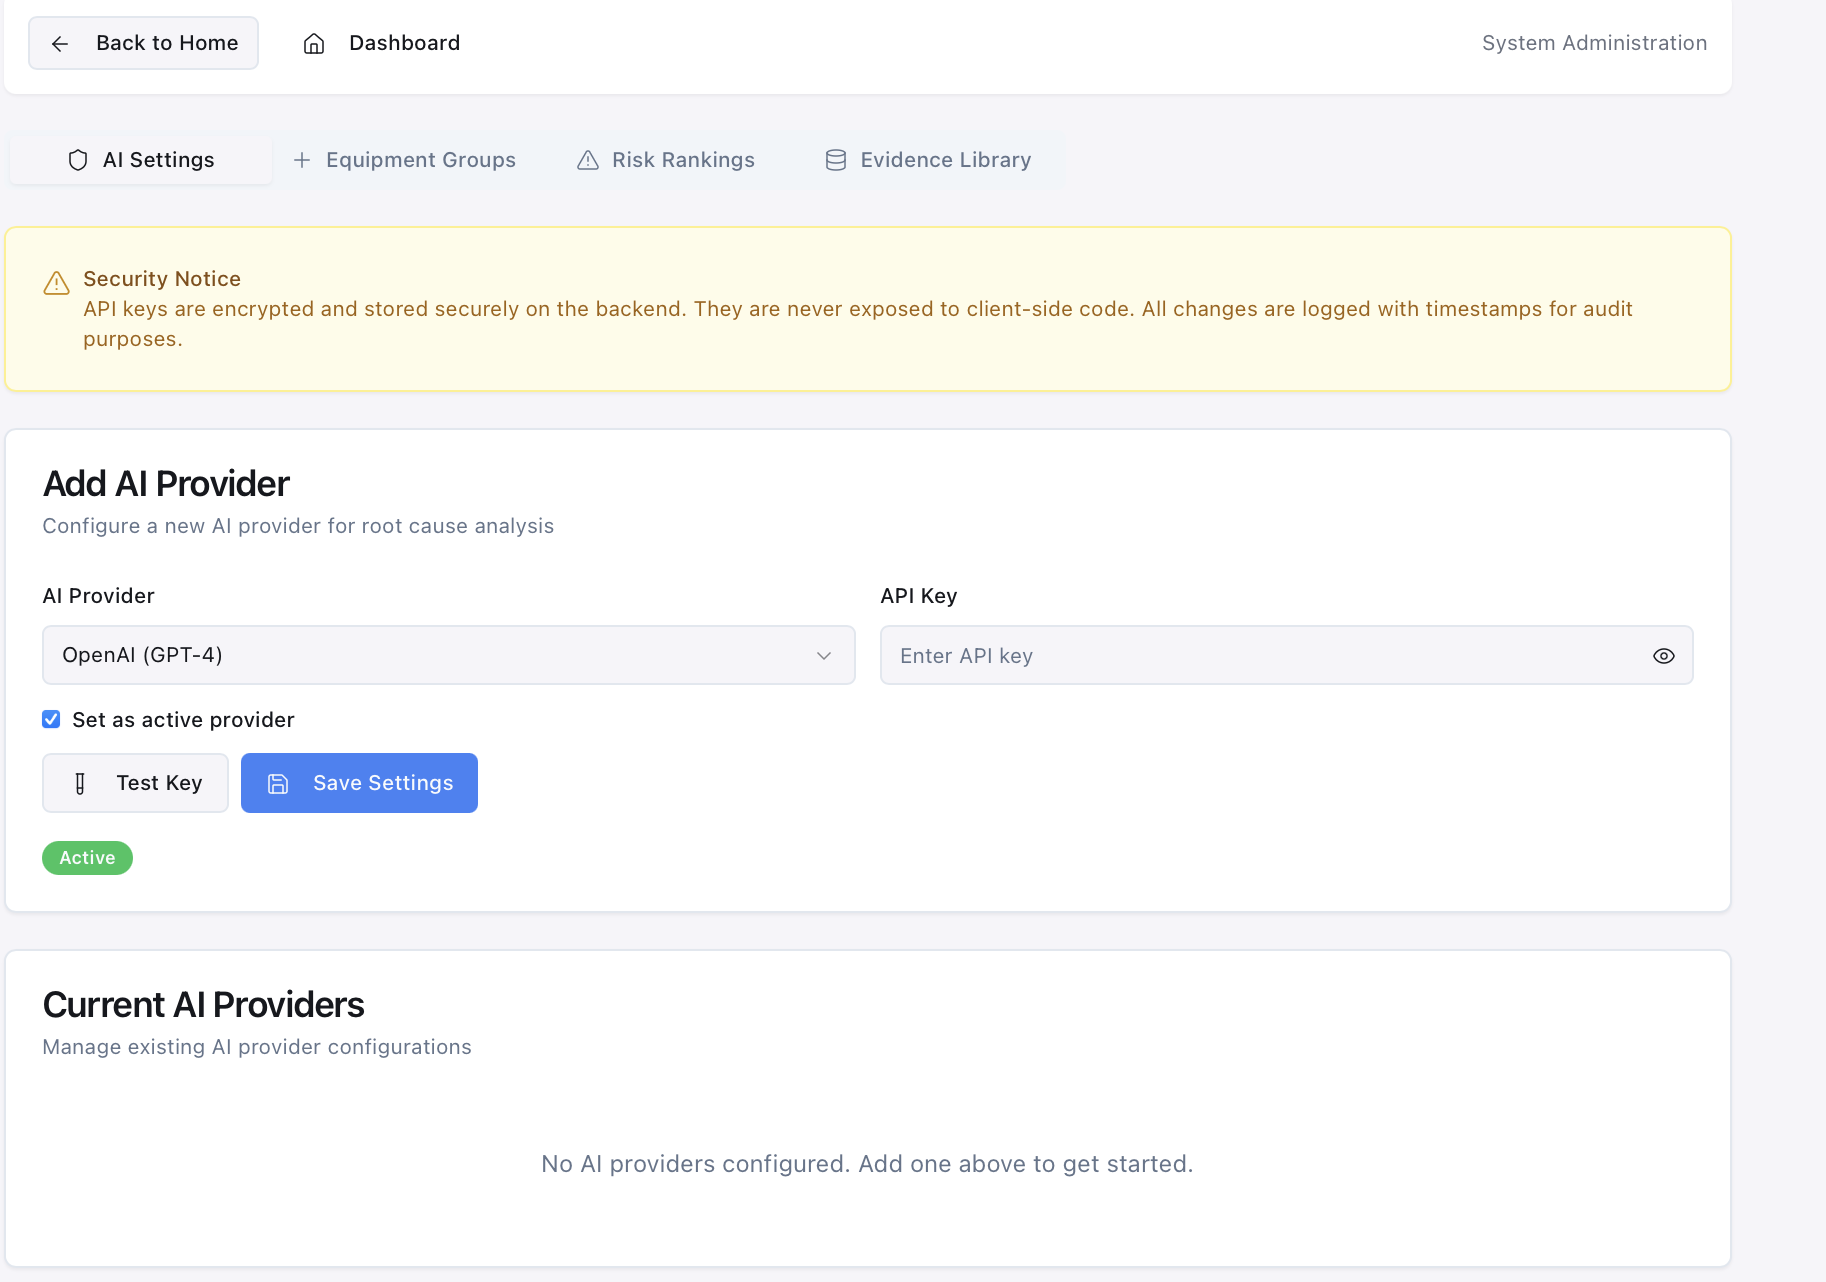 Back to Home
Dashboard
System Administration
AI Settings
Equipment Groups
Risk Rankings
Evidence Library
Security Notice
API keys are encrypted and stored securely on the backend. They are never exposed to client-side code. All changes are logged with timestamps for audit
purposes.
Add AI Provider
Configure a new AI provider for root cause analysis
AI Provider
API Key
OpenAI (GPT-4)
Enter API key
Set as active provider
Test Key
Save Settings
Active
Current AI Providers
Manage existing AI provider configurations
No AI providers configured. Add one above to get started.